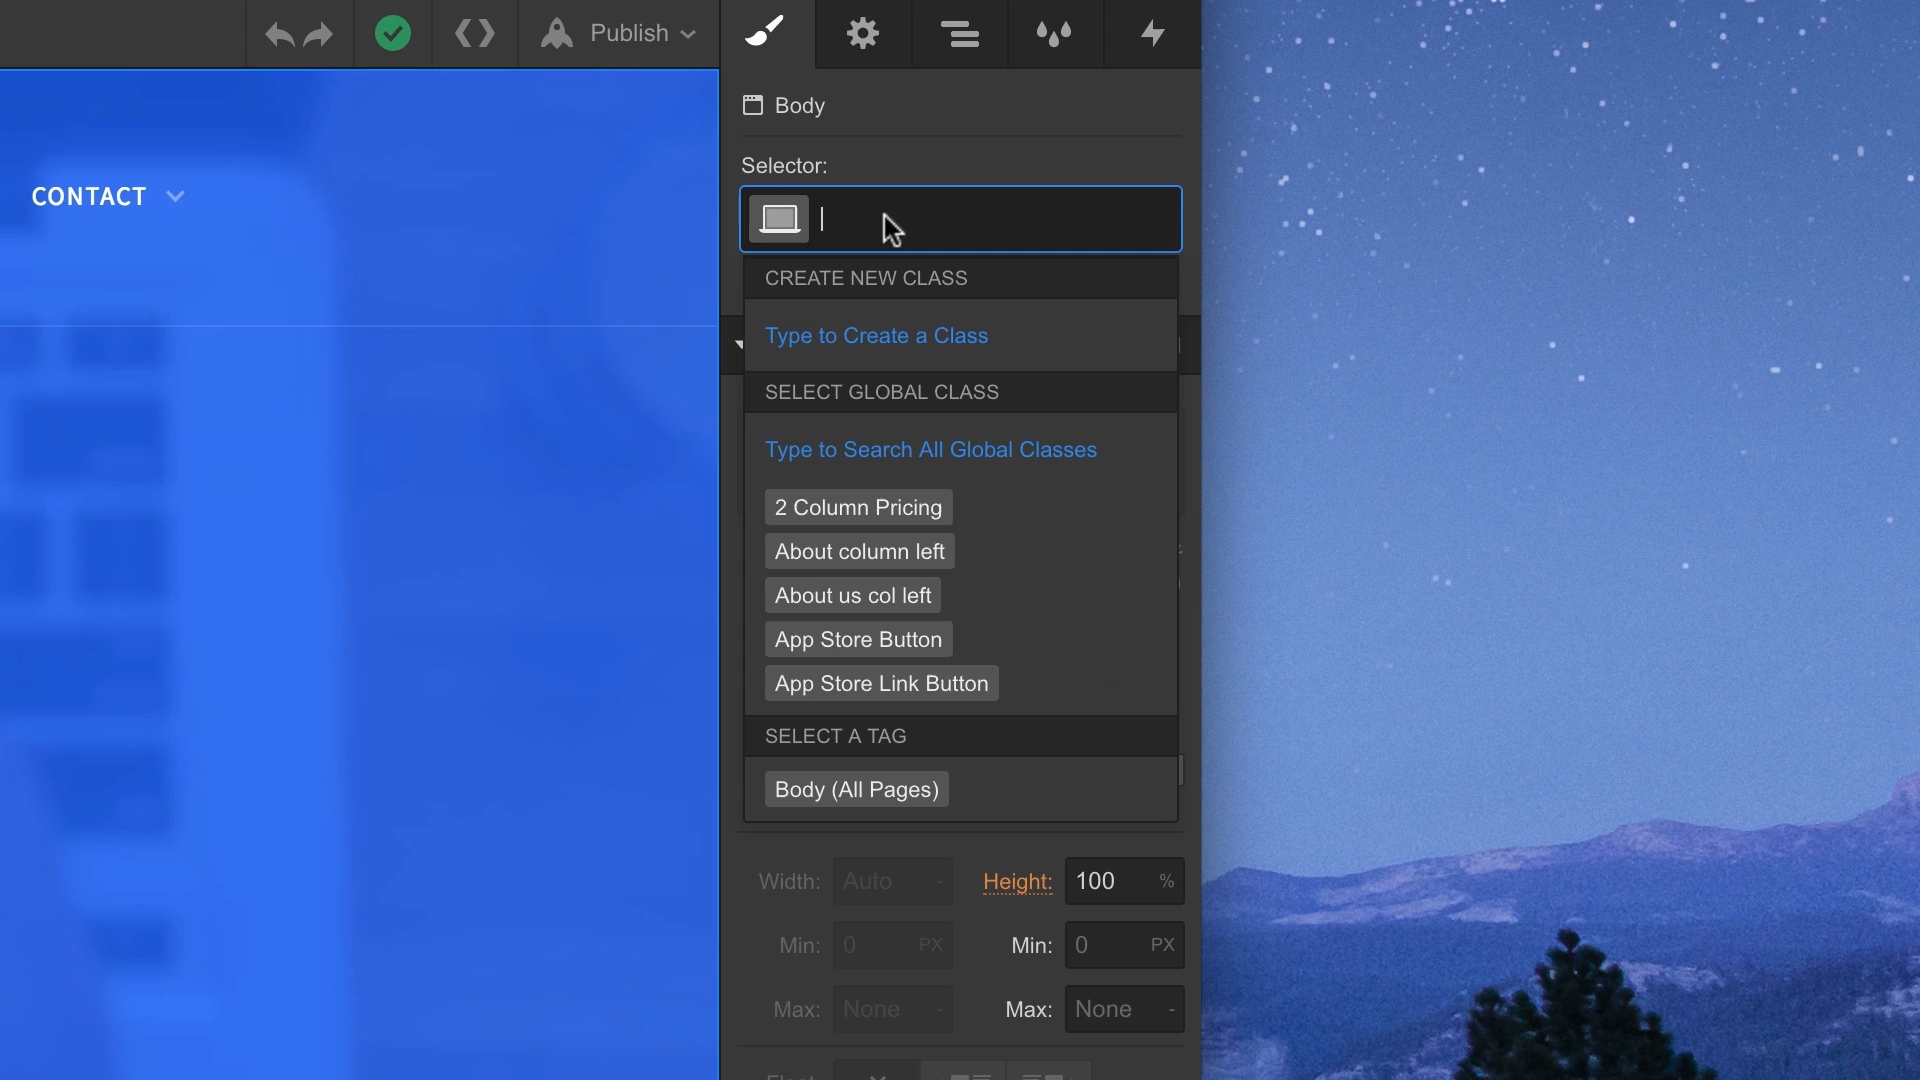 Publish
Body
CONTACT
Selector:
CREATE NEW CLASS
Type to Create a Class
SELECT GLOBAL CLASS
Type to Search All Global Classes
2 Column Pricing
About column left
About us col left
App Store Button
App Store Link Button
SELECT A TAG
Body (All Pages)
Width: Auto - Height: 100 %
Min: 0 PX Min: 0 PX
Max: None - Max: None -